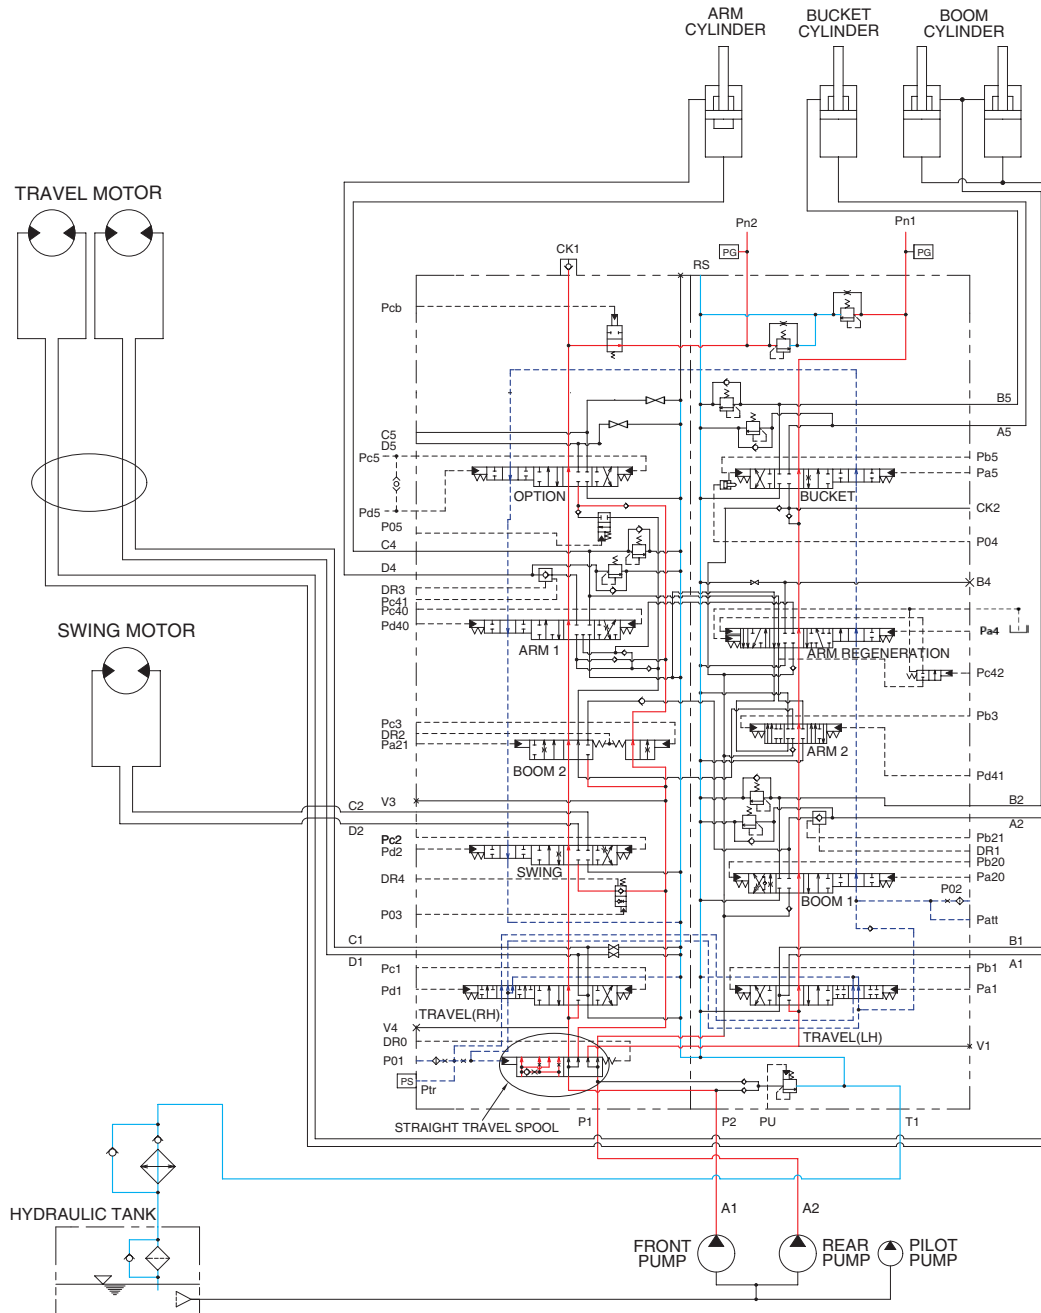 ARM
CYLINDER
BUCKET
CYLINDER
BOOM
CYLINDER
TRAVEL MOTOR
Pn2
Pn1
CK1
PG
PG
RS
Pcb
B5
A5
C5
D5
Pc5
Pb5
Pa5
OPTION
BUCKET
Pd5
CK2
P05
P04
C4
D4
B4
DR3
Pc41
Pc40
Pd40
Pa4
ARM 1
ARM REGENERATION
SWING MOTOR
Pc42
Pc3
DR2
Pa21
Pb3
ARM 2
BOOM 2
Pd41
C2
V3
B2
D2
A2
Pc2
Pd2
Pb21
DR1
Pb20
SWING
DR4
Pa20
BOOM 1
P02
P03
Patt
C1
B1
D1
A1
Pc1
Pb1
Pd1
Pa1
TRAVEL(RH)
V4
TRAVEL(LH)
DR0
V1
P01
PS
Ptr
STRAIGHT TRAVEL SPOOL
P1
P2
PU
T1
HYDRAULIC TANK
A1
A2
FRONT
PUMP
REAR
PUMP
PILOT
PUMP